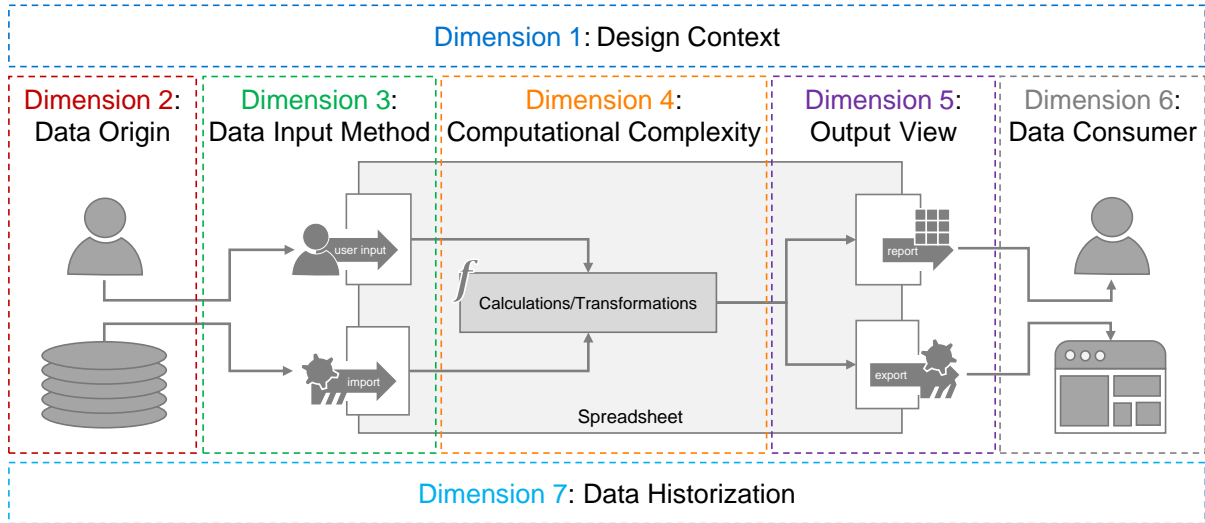 Dimension 1: Design Context
Dimension 2:
Data Origin
Dimension 3:
Data Input Method
Dimension 4:
Computational Complexity
Dimension 5:
Output View
Dimension 6:
Data Consumer
user input
import
f
Calculations/Transformations
report
export
Spreadsheet
Dimension 7: Data Historization